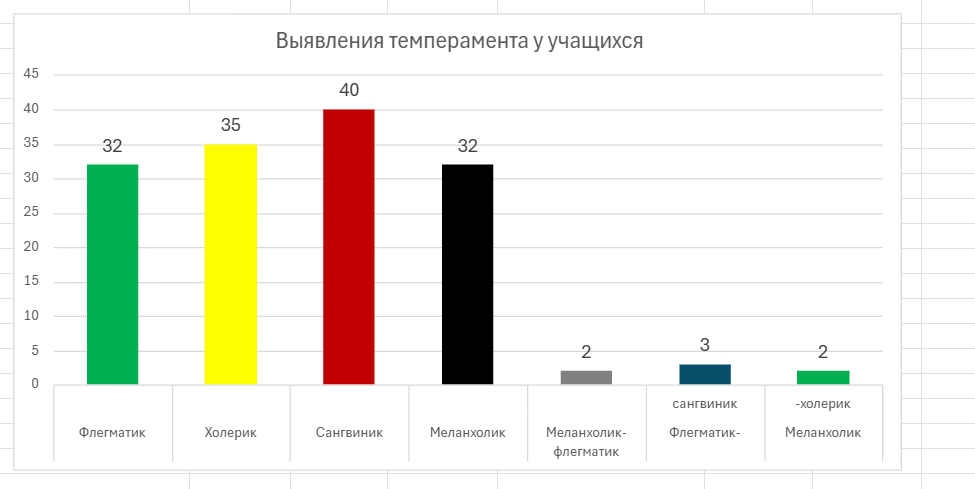 Выявления темперамента у учащихся
45
40
35
30
25
20
15
10
5
0
32
35
40
32
2
3
2
сангвиник
-холерик
Флегматик
Холерик
Сангвиник
Меланхолик
Меланхолик-
флегматик
Флегматик-
Меланхолик